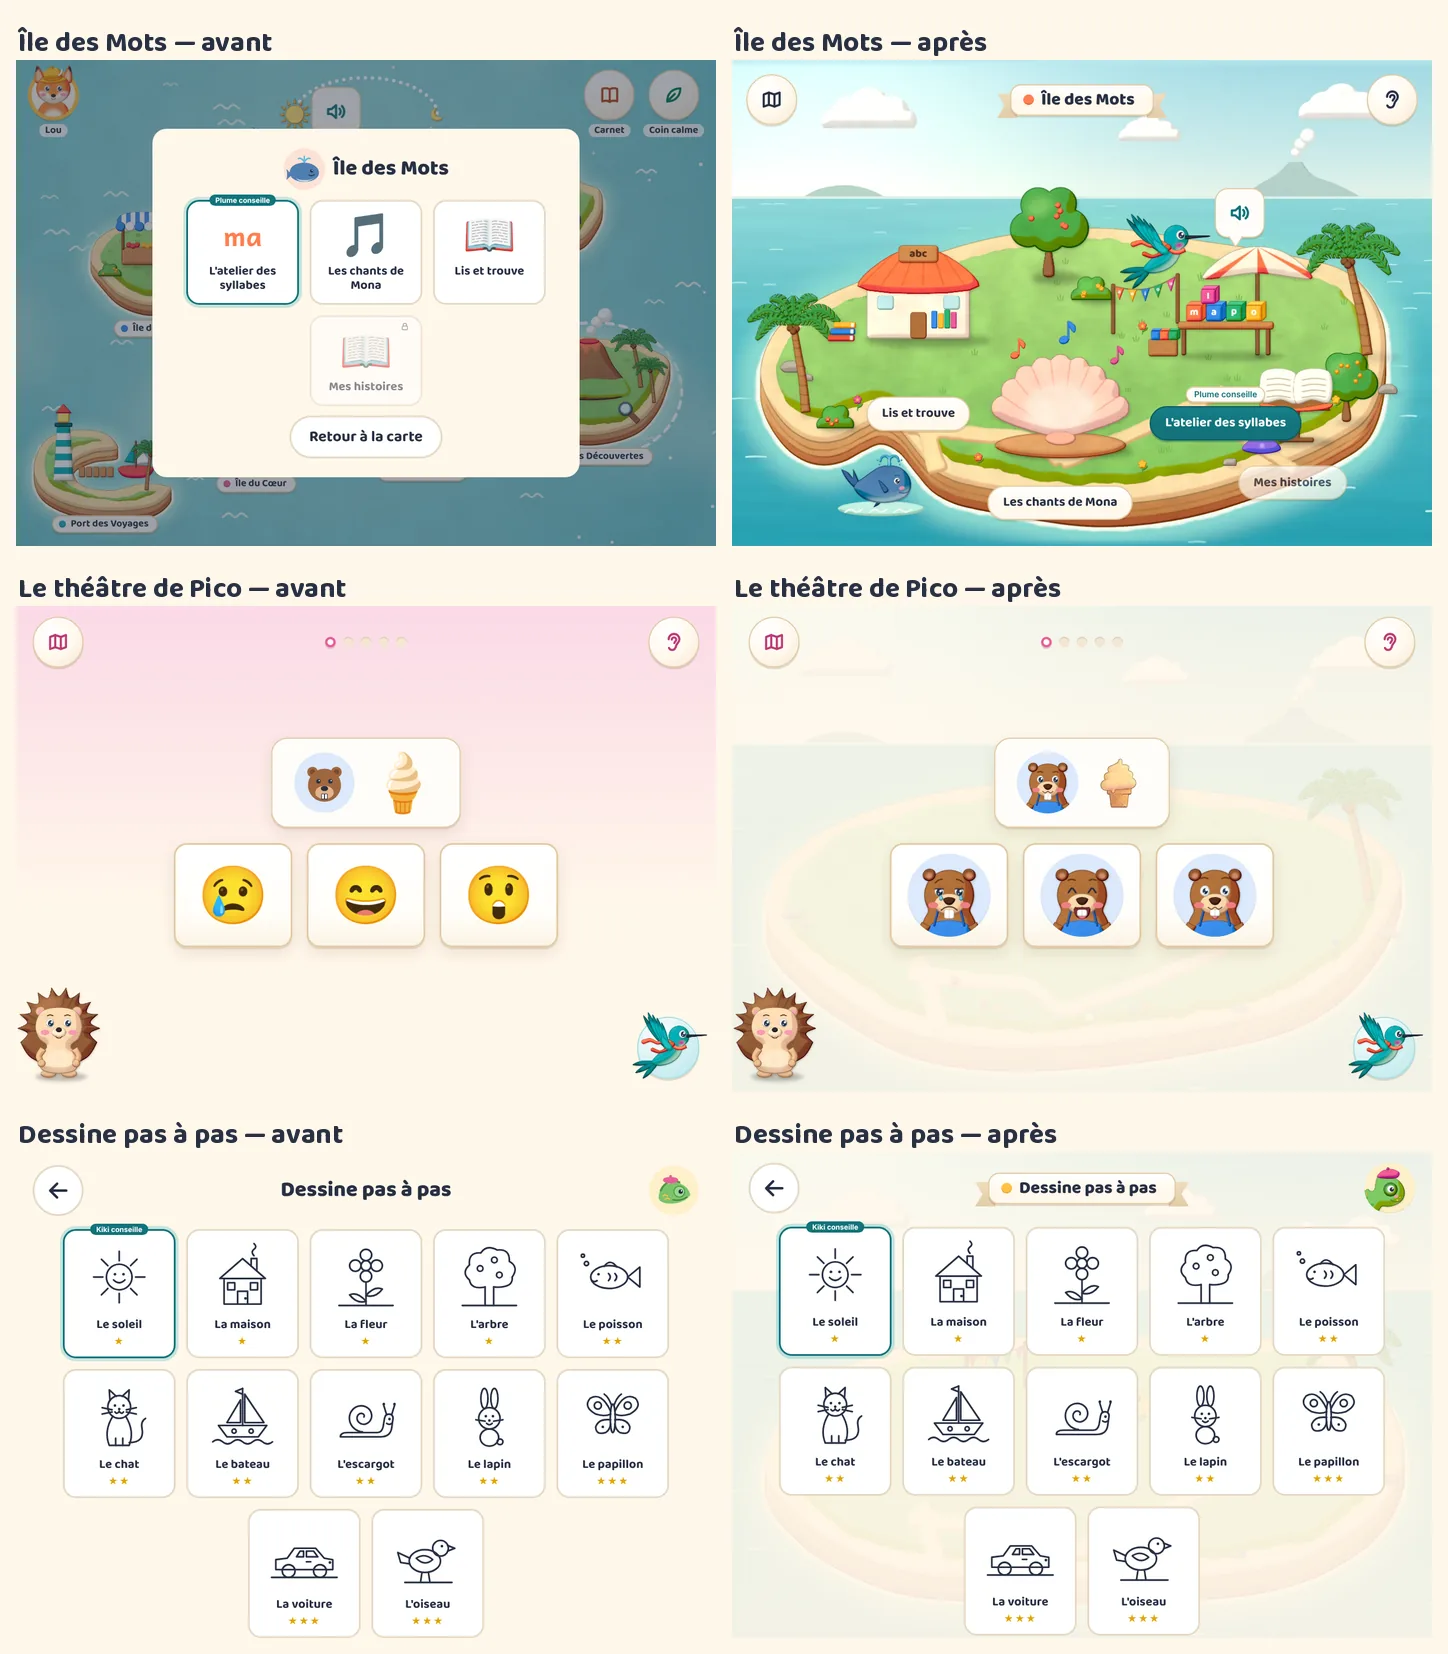 Île des Mots — avant
Lou
Carnet
Coin calme
Île des Mots
Plume conseille
ma
L'atelier des
syllabes
Les chants de
Mona
Lis et trouve
Mes histoires
Retour à la carte
Île d
s Découvertes
Île du Cœur
Port des Voyages
Île des Mots — après
Île des Mots
abc
l
m a p o
Plume conseille
Lis et trouve
L'atelier des syllabes
Mes histoires
Les chants de Mona
Le théâtre de Pico — avant
Le théâtre de Pico — après
Dessine pas à pas — avant
Dessine pas à pas
Kiki conseille
Le soleil
La maison
La fleur
L'arbre
Le poisson
Le chat
Le bateau
L'escargot
Le lapin
Le papillon
La voiture
L'oiseau
Dessine pas à pas — après
Dessine pas à pas
Kiki conseille
Le soleil
La maison
La fleur
L'arbre
Le poisson
Le chat
Le bateau
L'escargot
Le lapin
Le papillon
La voiture
L'oiseau